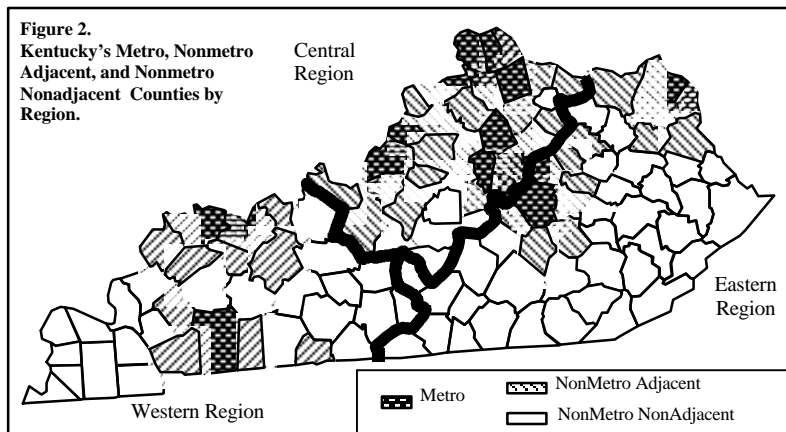 Figure 2.
Kentucky's Metro, Nonmetro
Adjacent, and Nonmetro
Nonadjacent Counties by
Region.
Central
Region
Eastern
Region
Western Region
Metro
NonMetro Adjacent
NonMetro NonAdjacent